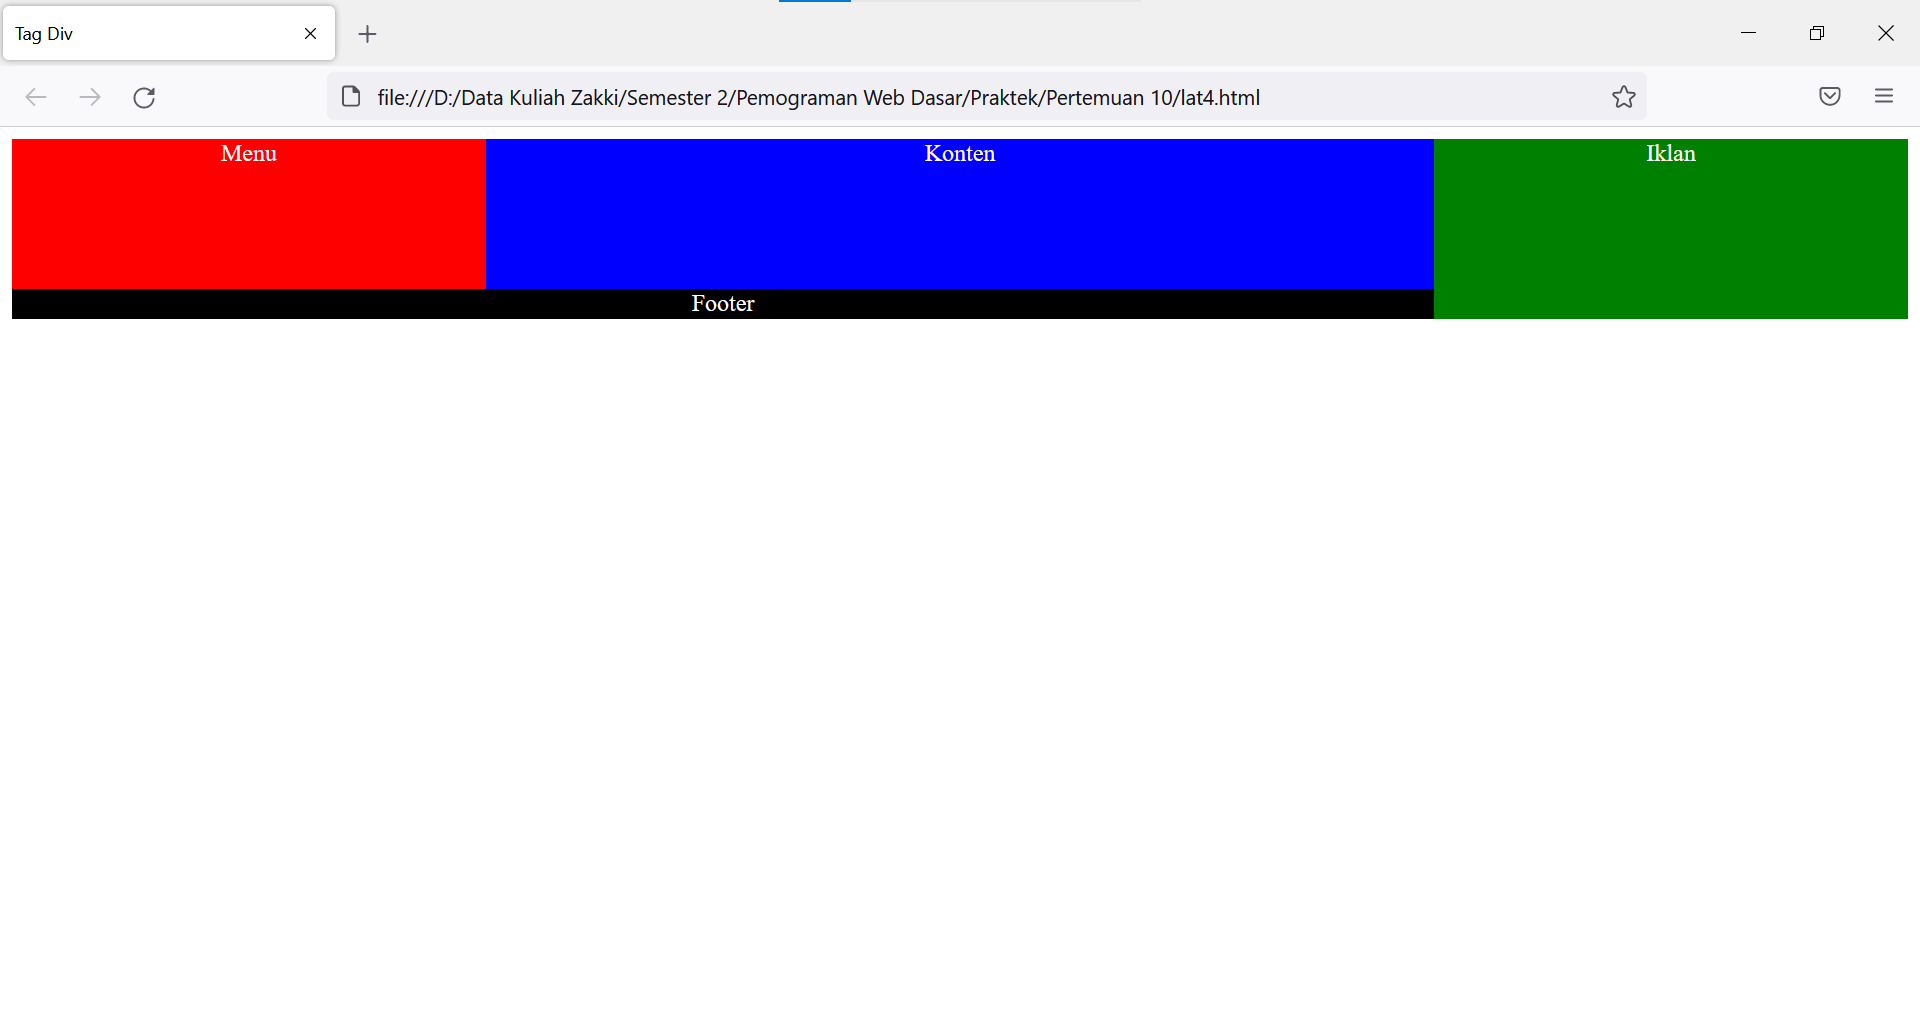 Tag Div
file:///D:/Data Kuliah Zakki/Semester 2/Pemograman Web Dasar/Praktek/Pertemuan 10/lat4.html
Menu
Konten
Iklan
Footer